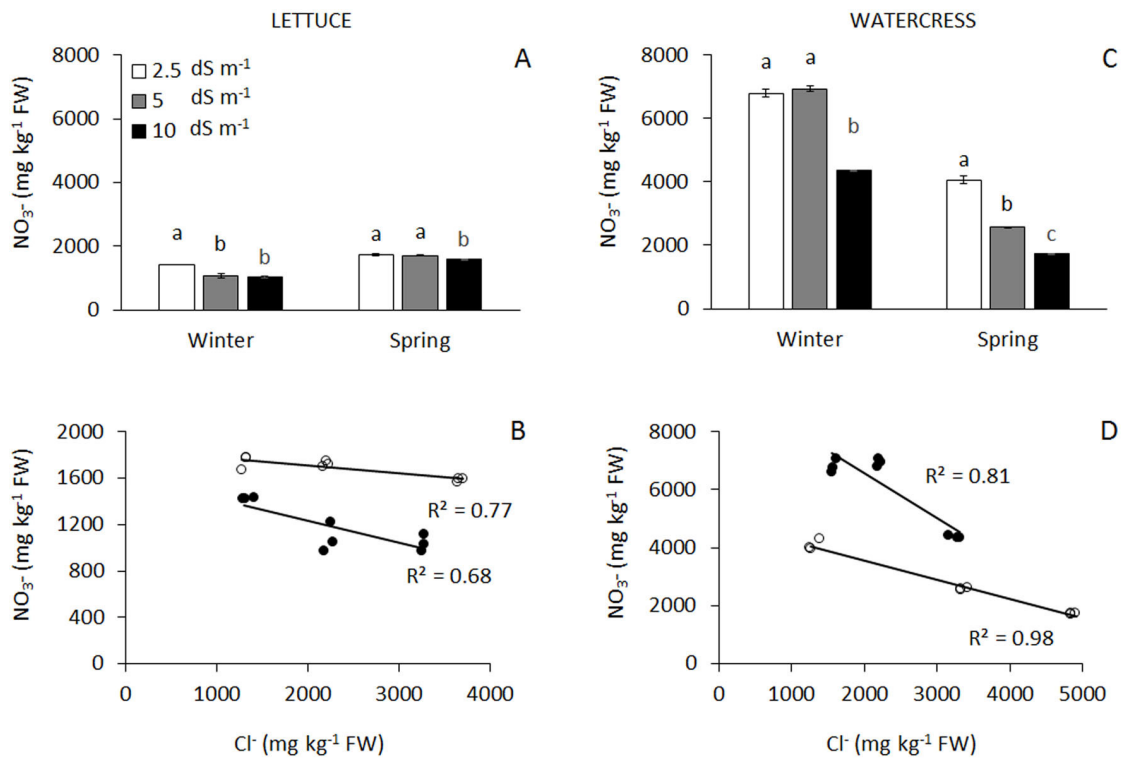 LETTUCE
A
2.5 dS m⁻¹
5 dS m⁻¹
10 dS m⁻¹
NO₃⁻ (mg kg⁻¹ FW)
8000
6000
4000
2000
0
a b b
a a b
Winter
Spring
WATERCRESS
C
NO₃⁻ (mg kg⁻¹ FW)
8000
6000
4000
2000
0
a a b
a b c
Winter
Spring
B
NO₃⁻ (mg kg⁻¹ FW)
2000
1600
1200
800
400
0
R² = 0.77
R² = 0.68
0 1000 2000 3000 4000
Cl⁻ (mg kg⁻¹ FW)
D
NO₃⁻ (mg kg⁻¹ FW)
8000
6000
4000
2000
0
R² = 0.81
R² = 0.98
0 1000 2000 3000 4000 5000
Cl⁻ (mg kg⁻¹ FW)